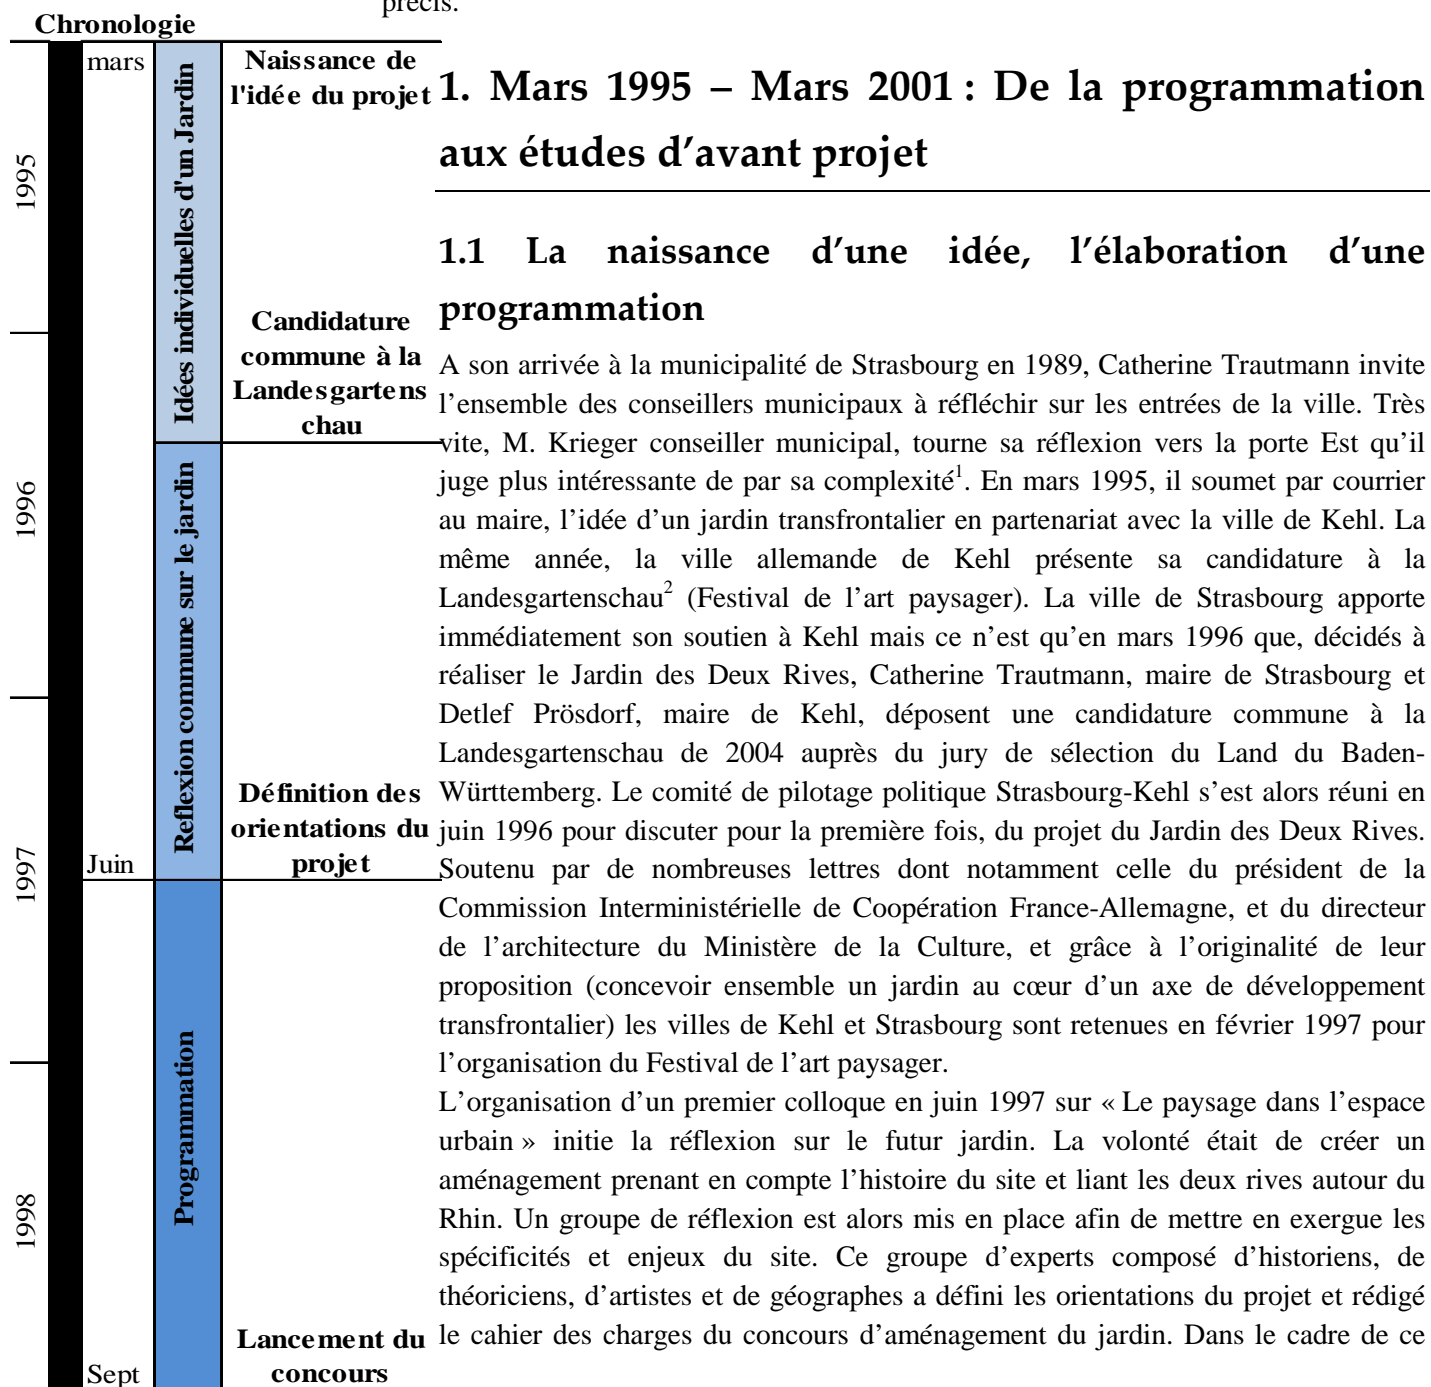 précis.
Chronologie
mars
1995
1996
1997
Juin
1998
Sept
Idées individuelles d'un Jardin
Reflexion commune sur le jardin
Programmation
Naissance de
l'idée du projet
Candidature
commune à la
Landesgartens
chau
Définition des
orientations du
projet
Lancement du
concours
1. Mars 1995 – Mars 2001 : De la programmation
aux études d’avant projet
1.1 La naissance d’une idée, l’élaboration d’une
programmation
A son arrivée à la municipalité de Strasbourg en 1989, Catherine Trautmann invite
l’ensemble des conseillers municipaux à réfléchir sur les entrées de la ville. Très
vite, M. Krieger conseiller municipal, tourne sa réflexion vers la porte Est qu’il
juge plus intéressante de par sa complexité1. En mars 1995, il soumet par courrier
au maire, l’idée d’un jardin transfrontalier en partenariat avec la ville de Kehl. La
même année, la ville allemande de Kehl présente sa candidature à la
Landesgartenschau2 (Festival de l’art paysager). La ville de Strasbourg apporte
immédiatement son soutien à Kehl mais ce n’est qu’en mars 1996 que, décidés à
réaliser le Jardin des Deux Rives, Catherine Trautmann, maire de Strasbourg et
Detlef Prösdorf, maire de Kehl, déposent une candidature commune à la
Landesgartenschau de 2004 auprès du jury de sélection du Land du Baden-
Württemberg. Le comité de pilotage politique Strasbourg-Kehl s’est alors réuni en
juin 1996 pour discuter pour la première fois, du projet du Jardin des Deux Rives.
Soutenu par de nombreuses lettres dont notamment celle du président de la
Commission Interministérielle de Coopération France-Allemagne, et du directeur
de l’architecture du Ministère de la Culture, et grâce à l’originalité de leur
proposition (concevoir ensemble un jardin au cœur d’un axe de développement
transfrontalier) les villes de Kehl et Strasbourg sont retenues en février 1997 pour
l’organisation du Festival de l’art paysager.
L’organisation d’un premier colloque en juin 1997 sur « Le paysage dans l’espace
urbain » initie la réflexion sur le futur jardin. La volonté était de créer un
aménagement prenant en compte l’histoire du site et liant les deux rives autour du
Rhin. Un groupe de réflexion est alors mis en place afin de mettre en exergue les
spécificités et enjeux du site. Ce groupe d’experts composé d’historiens, de
théoriciens, d’artistes et de géographes a défini les orientations du projet et rédigé
le cahier des charges du concours d’aménagement du jardin. Dans le cadre de ce